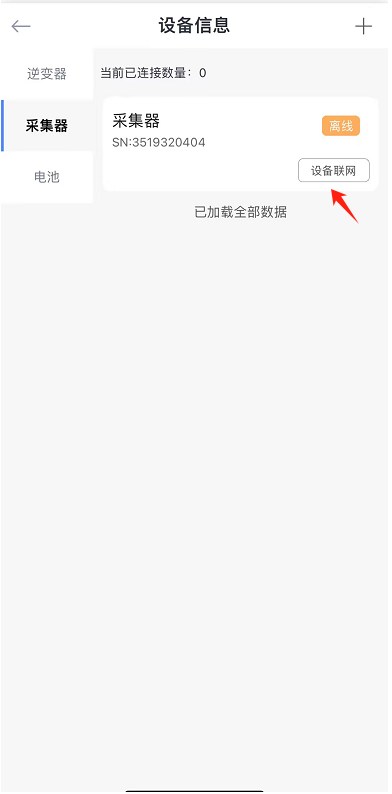 设备信息
逆变器
当前已连接数量：0
采集器
采集器
离线
SN:3519320404
设备联网
电池
已加载全部数据